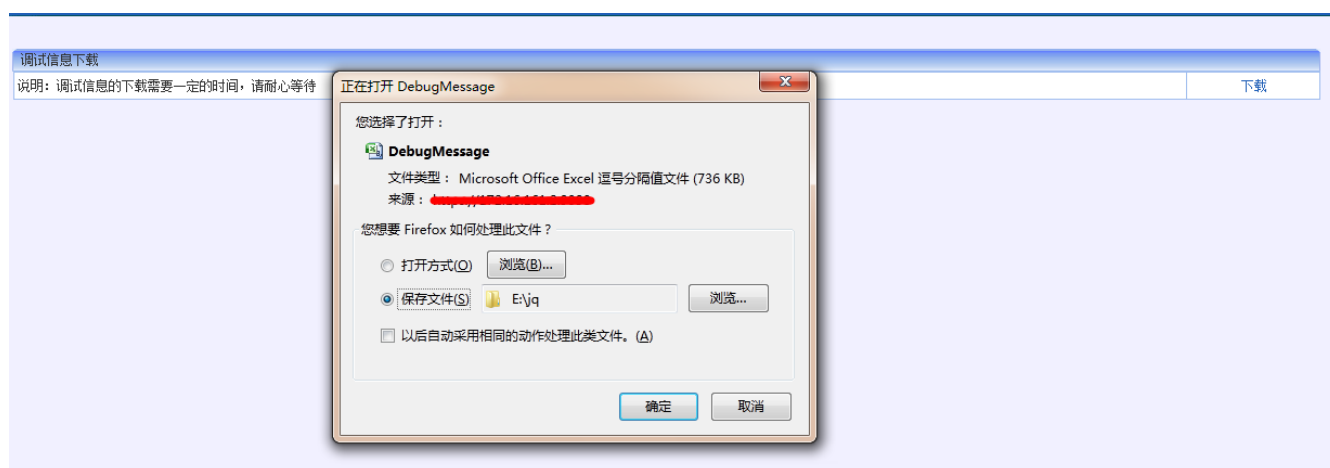 调试信息下载
说明：调试信息的下载需要一定的时间，请耐心等待
下载
正在打开 DebugMessage
您选择了打开：
DebugMessage
文件类型： Microsoft Office Excel 逗号分隔值文件 (736 KB)
来源：
您想要 Firefox 如何处理此文件？
打开方式(O) 浏览(B)...
保存文件(S) E:\jq 浏览...
以后自动采用相同的动作处理此类文件。(A)
确定 取消